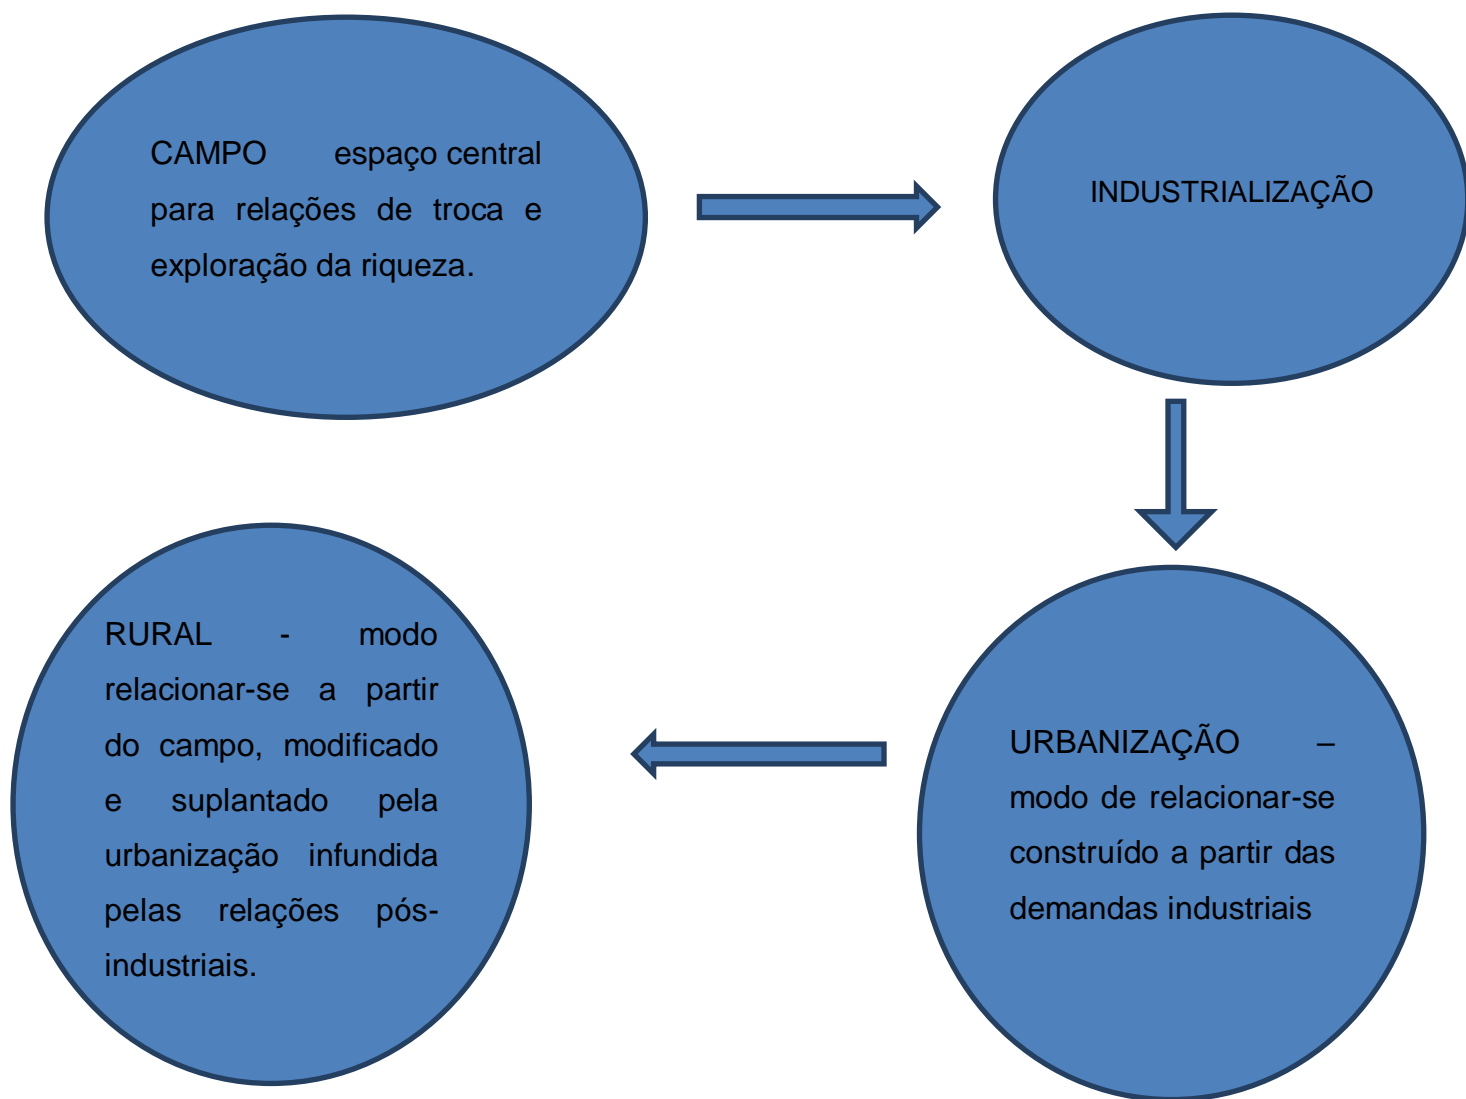 CAMPO espaço central
para relações de troca e
exploração da riqueza.
INDUSTRIALIZAÇÃO
URBANIZAÇÃO –
modo de relacionar-se
construído a partir das
demandas industriais
RURAL - modo
relacionar-se a partir
do campo, modificado
e suplantado pela
urbanização infundida
pelas relações pós-
industriais.